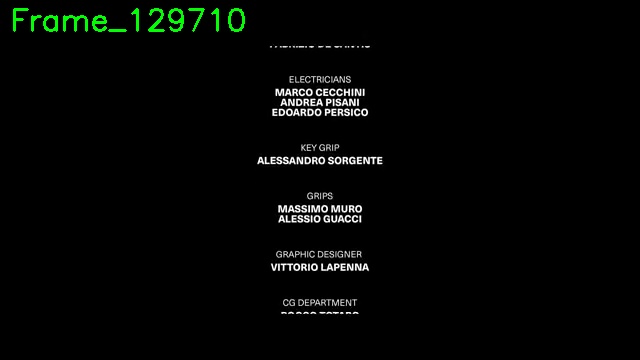 Frame_129710
ELECTRICIANS
MARCO CECCHINI
ANDREA PISANI
EDOARDO PERSICO
KEY GRIP
ALESSANDRO SORGENTE
GRIPS
MASSIMO MURO
ALESSIO GUACCI
GRAPHIC DESIGNER
VITTORIO LAPENNA
CG DEPARTMENT